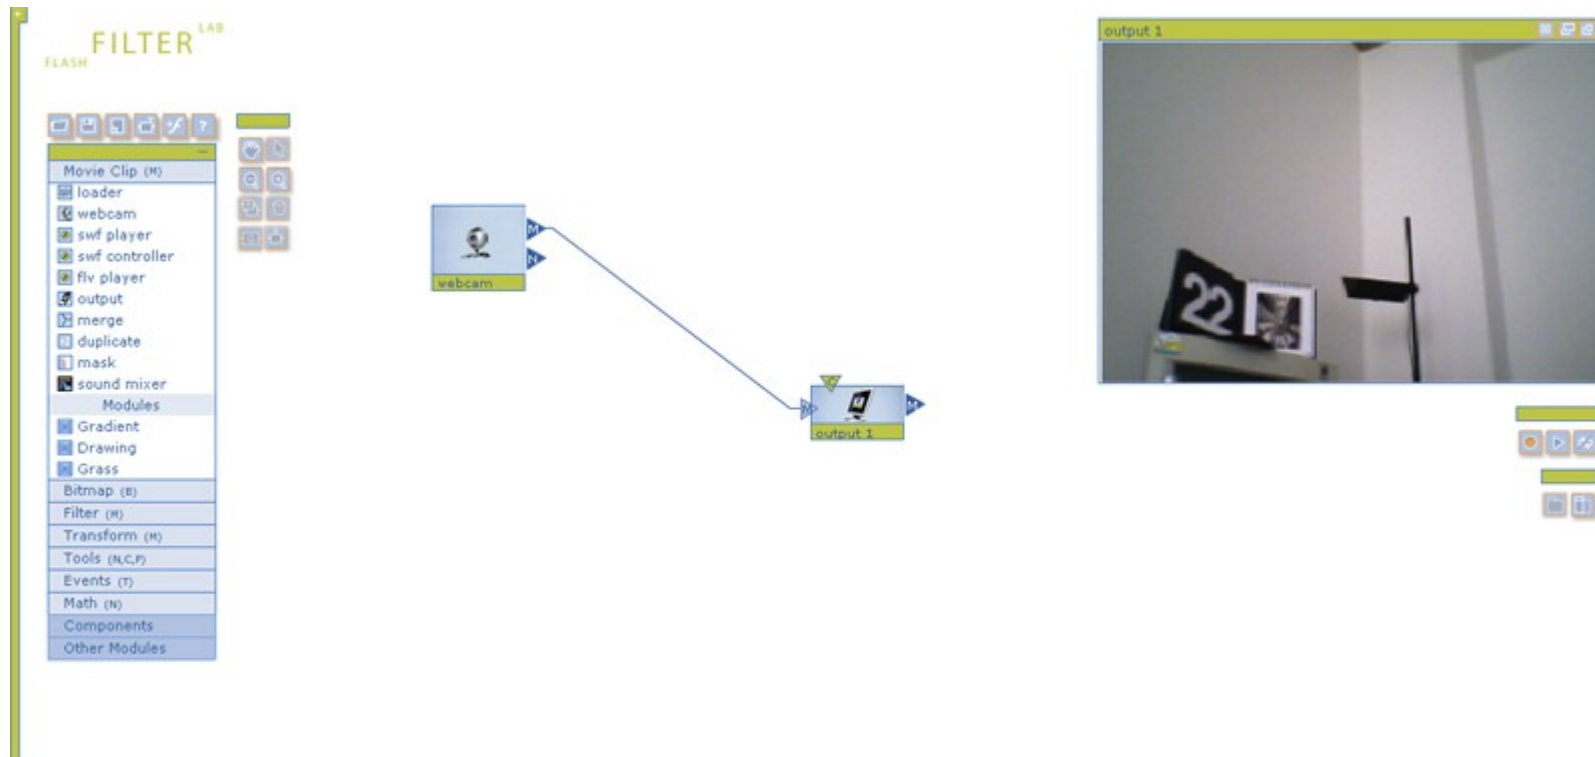 FLASH FILTER LAB
Movie Clip (M)
loader
webcam
swf player
swf controller
flv player
output
merge
duplicate
mask
sound mixer
Modules
Gradient
Drawing
Grass
Bitmap (B)
Filter (M)
Transform (M)
Tools (N,C,P)
Events (T)
Math (N)
Components
Other Modules
M
N
webcam
M
M
output 1
output 1
22